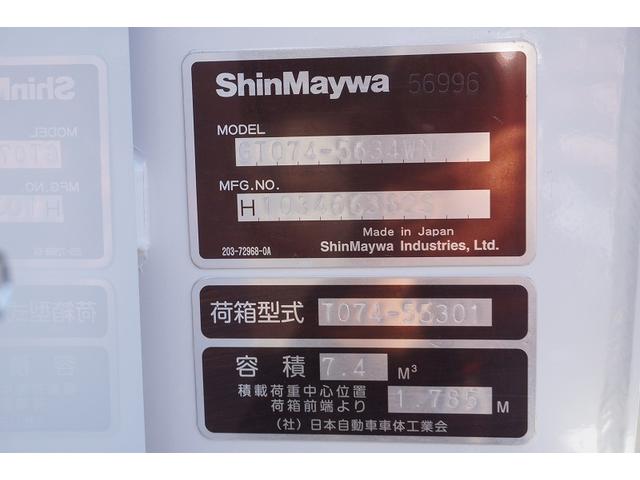 ShinMaywa 56996
MODEL
GT074-5634WN
MFG.NO.
Made in Japan
203-72968-0A ShinMaywa Industries, Ltd.
荷箱型式 T074-56301
容積 7.4 M³
積載荷重中心位置
荷箱前端より 1.785 M
(社)日本自動車車体工業会